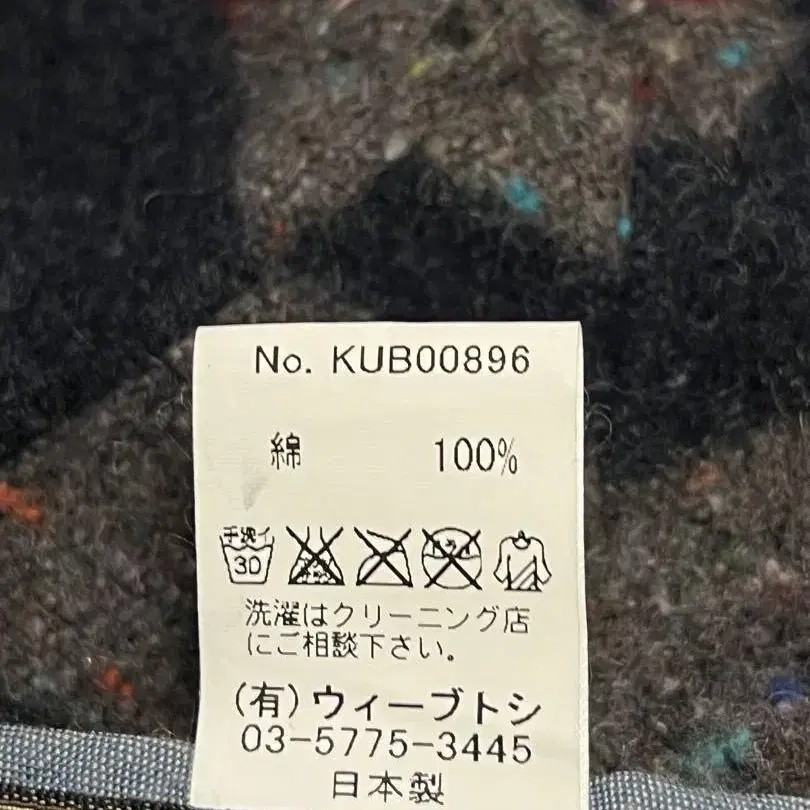 No. KUB00896
綿 100%
手洗イ
30
洗濯はクリーニング店
にご相談下さい。
(有)ウィーブトシ
03-5775-3445
日本製